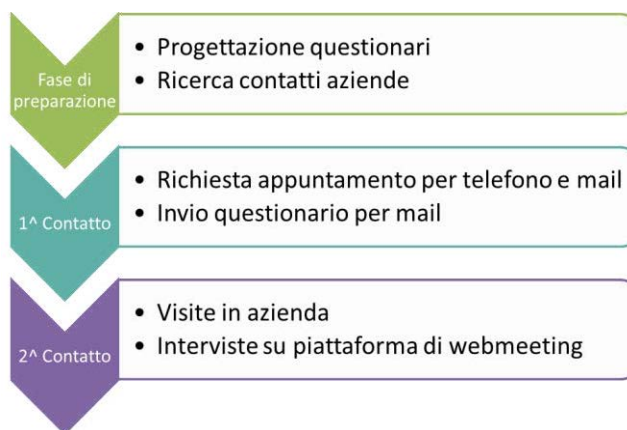 Fase di
preparazione
• Progettazione questionari
• Ricerca contatti aziende
1^ Contatto
• Richiesta appuntamento per telefono e mail
• Invio questionario per mail
2^ Contatto
• Visite in azienda
• Interviste su piattaforma di webmeeting